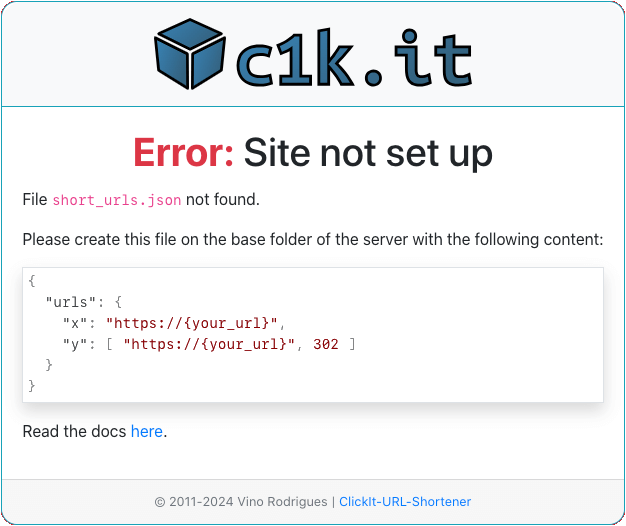 c1k.it
Error: Site not set up
File short_urls.json not found.
Please create this file on the base folder of the server with the following content:
{
  "urls": {
    "x": "https://{your_url}",
    "y": [ "https://{your_url}", 302 ]
  }
}
Read the docs here.
© 2011-2024 Vino Rodrigues | ClickIt-URL-Shortener